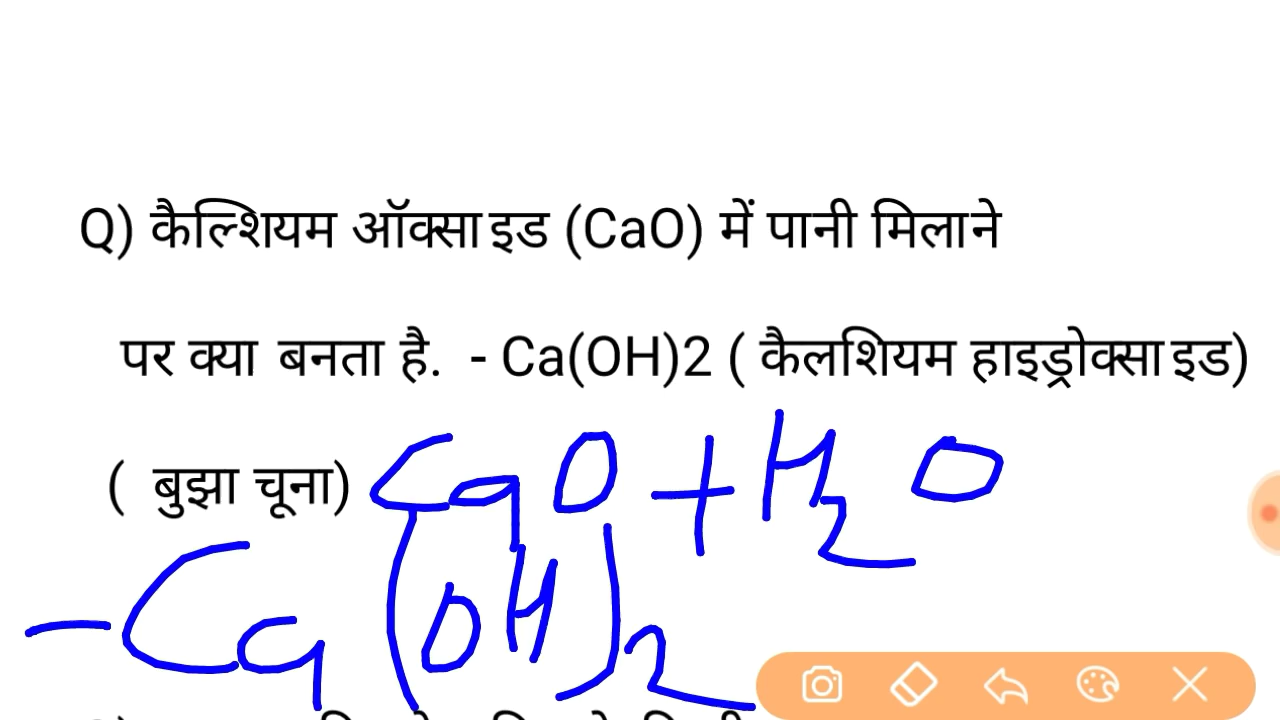 Q) कैल्शियम ऑक्साइड (CaO) में पानी मिलाने
पर क्या बनता है. - Ca(OH)2 ( कैलशियम हाइड्रोक्साइड)
( बुझा चूना) CaO + H2O
- Ca(OH)2